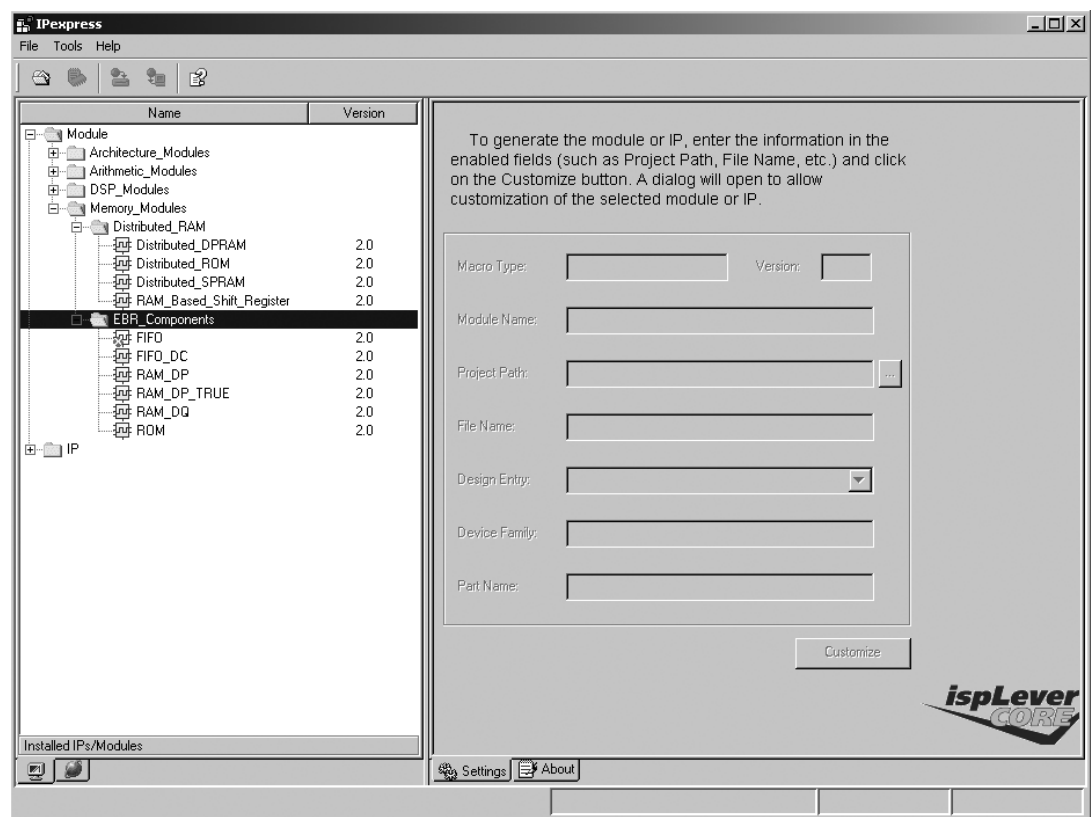 IPexpress
File Tools Help
Name Version
Module
Architecture_Modules
Arithmetic_Modules
DSP_Modules
Memory_Modules
Distributed_RAM
Distributed_DPRAM 2.0
Distributed_ROM 2.0
Distributed_SPRAM 2.0
RAM_Based_Shift_Register 2.0
EBR_Components
FIFO 2.0
FIFO_DC 2.0
RAM_DP 2.0
RAM_DP_TRUE 2.0
RAM_DQ 2.0
ROM 2.0
IP
Installed IPs/Modules
To generate the module or IP, enter the information in the
enabled fields (such as Project Path, File Name, etc.) and click
on the Customize button. A dialog will open to allow
customization of the selected module or IP.
Macro Type: Version:
Module Name:
Project Path: ...
File Name:
Design Entry:
Device Family:
Part Name:
Customize
ispLever
CORE
Settings About